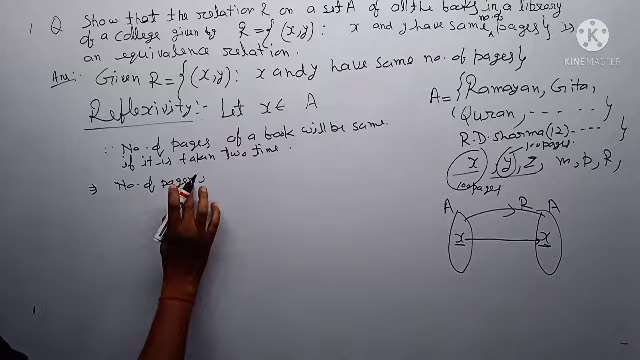 1 Q Show that the relation R on a set A of all the books in a library
of a college given by R = { (x,y) : x and y have same no. of pages } is
an equivalence relation.
Ans:- Given R = { (x,y) : x and y have same no. of pages }
Reflexivity :- Let x ∈ A
∵ No. of pages of a book will be same
if it is taken two time.
⇒ No. of pages
A = { Ramayan, Gita,
Quran, - - - - - -
R.D. Sharma (12) - - - -
100 pages
x, y, z, m, p, R,
100 pages
A R A
x x
KINEMASTER